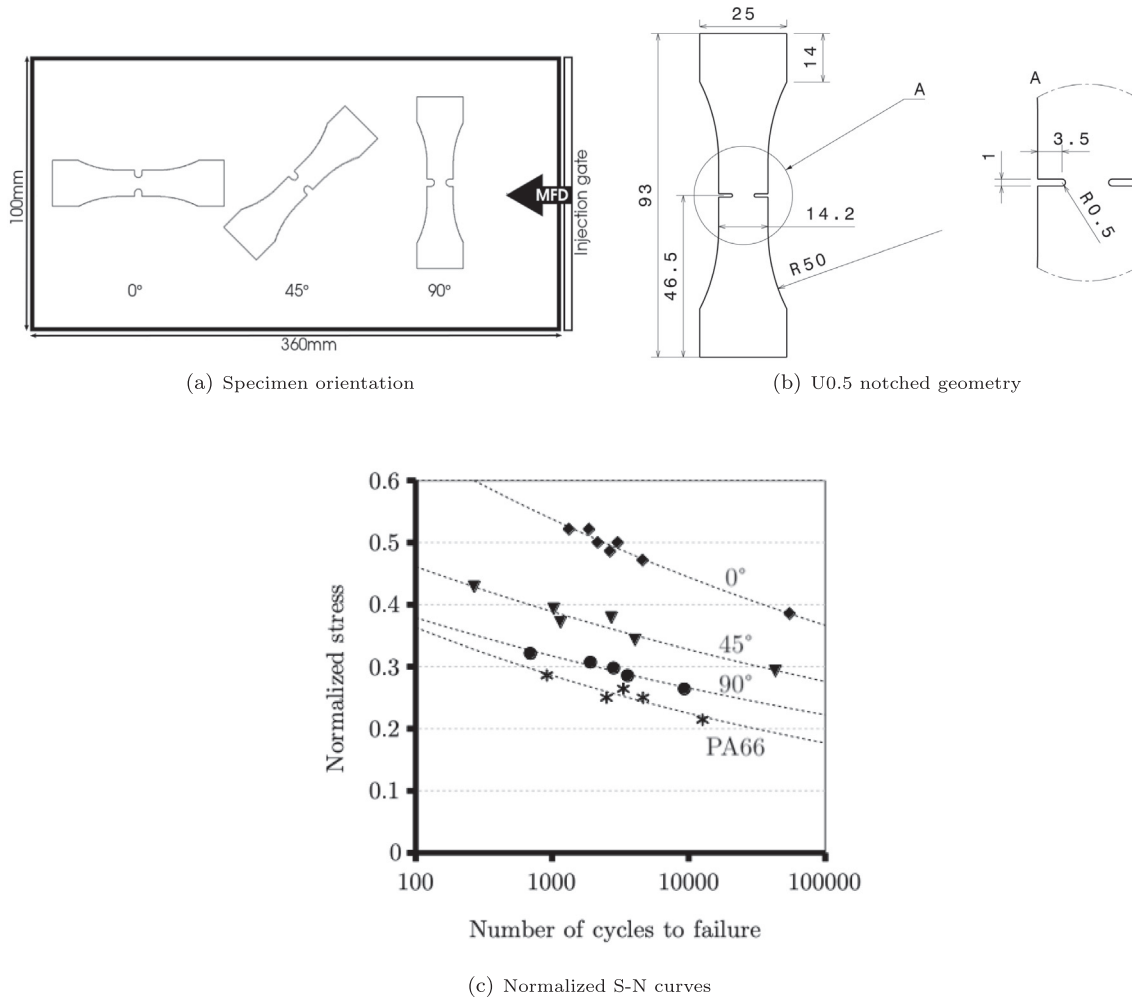 100mm
0°
45°
90°
MFD
Injection gate
360mm
(a) Specimen orientation
25
14
A
93
14.2
46.5
R50
A
3.5
1
R0.5
(b) U0.5 notched geometry
Normalized stress
0.6
0.5
0.4
0.3
0.2
0.1
0
0°
45°
90°
PA66
100
1000
10000
100000
Number of cycles to failure
(c) Normalized S-N curves